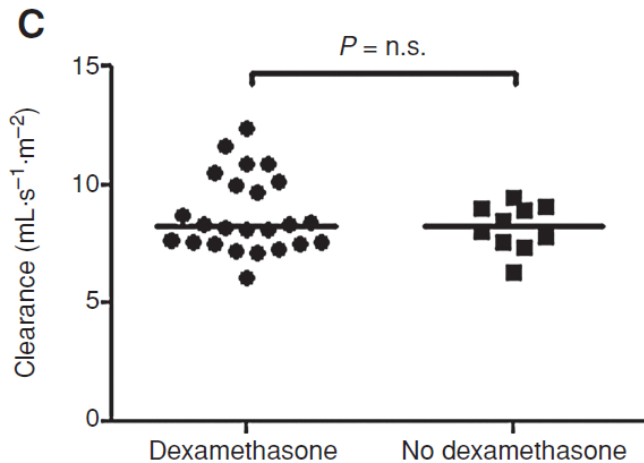 C
P = n.s.
15
10
5
0
Clearance (mL·s⁻¹·m⁻²)
Dexamethasone
No dexamethasone